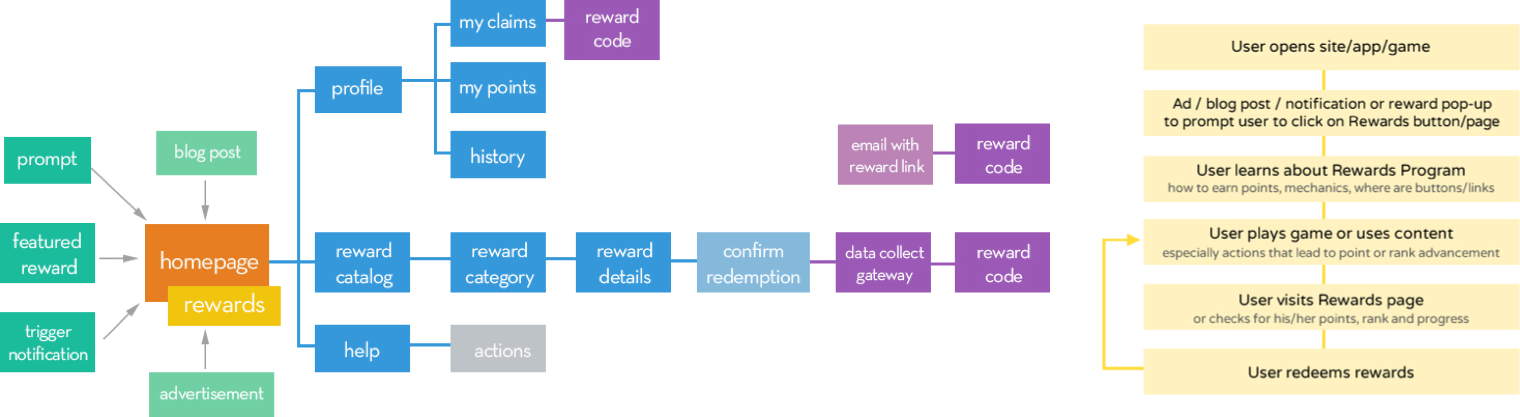 my claims
reward
code
profile
my points
history
prompt
blog post
email with
reward link
reward
code
featured
reward
homepage
rewards
reward
catalog
reward
category
reward
details
confirm
redemption
data collect
gateway
reward
code
trigger
notification
help
actions
advertisement
User opens site/app/game
Ad / blog post / notification or reward pop-up
to prompt user to click on Rewards button/page
User learns about Rewards Program
how to earn points, mechanics, where are buttons/links
User plays game or uses content
especially actions that lead to point or rank advancement
User visits Rewards page
or checks for his/her points, rank and progress
User redeems rewards